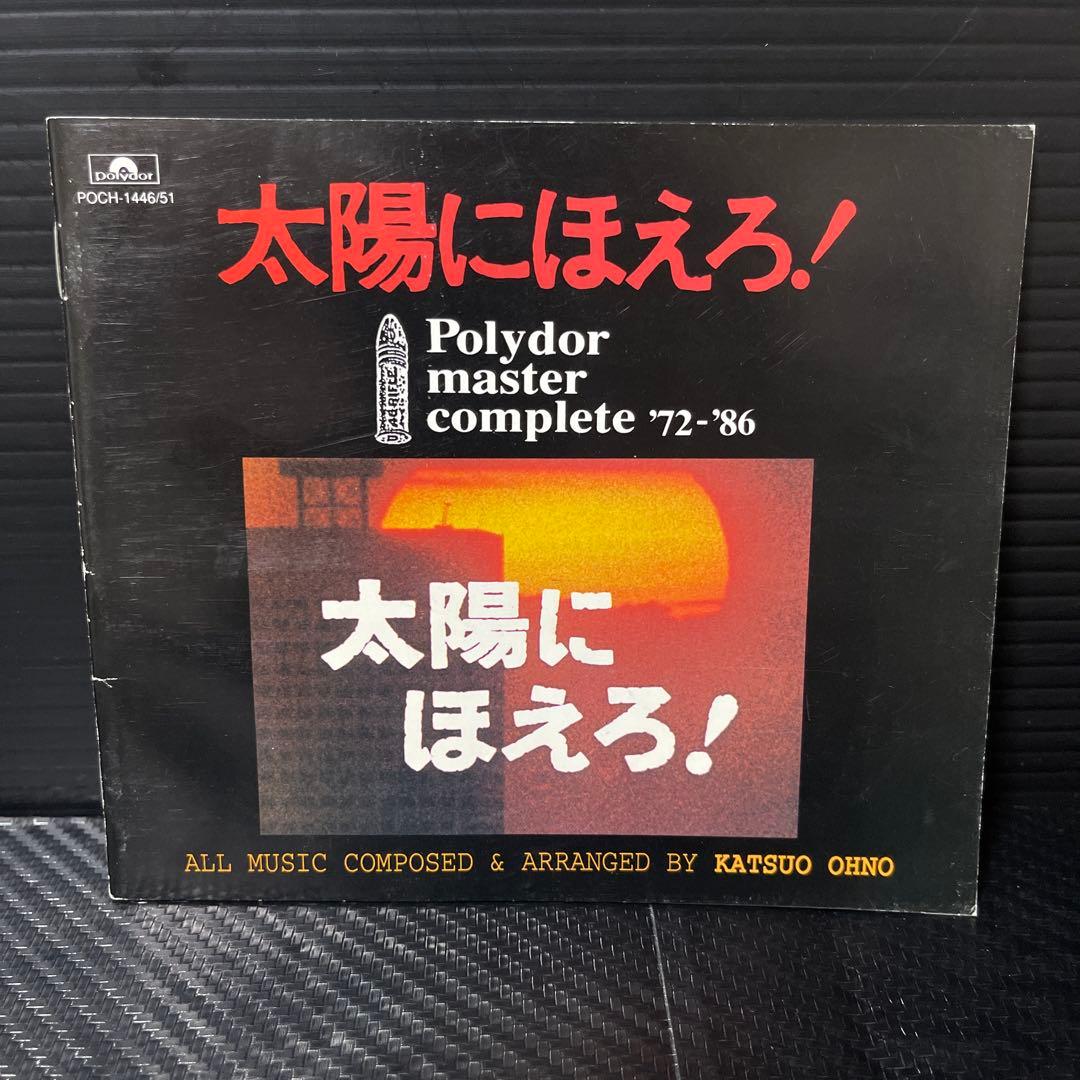 polydor
POCH-1446/51
太陽にほえろ!
Polydor
master
complete '72-'86
太陽に
ほえろ!
ALL MUSIC COMPOSED & ARRANGED BY KATSUO OHNO